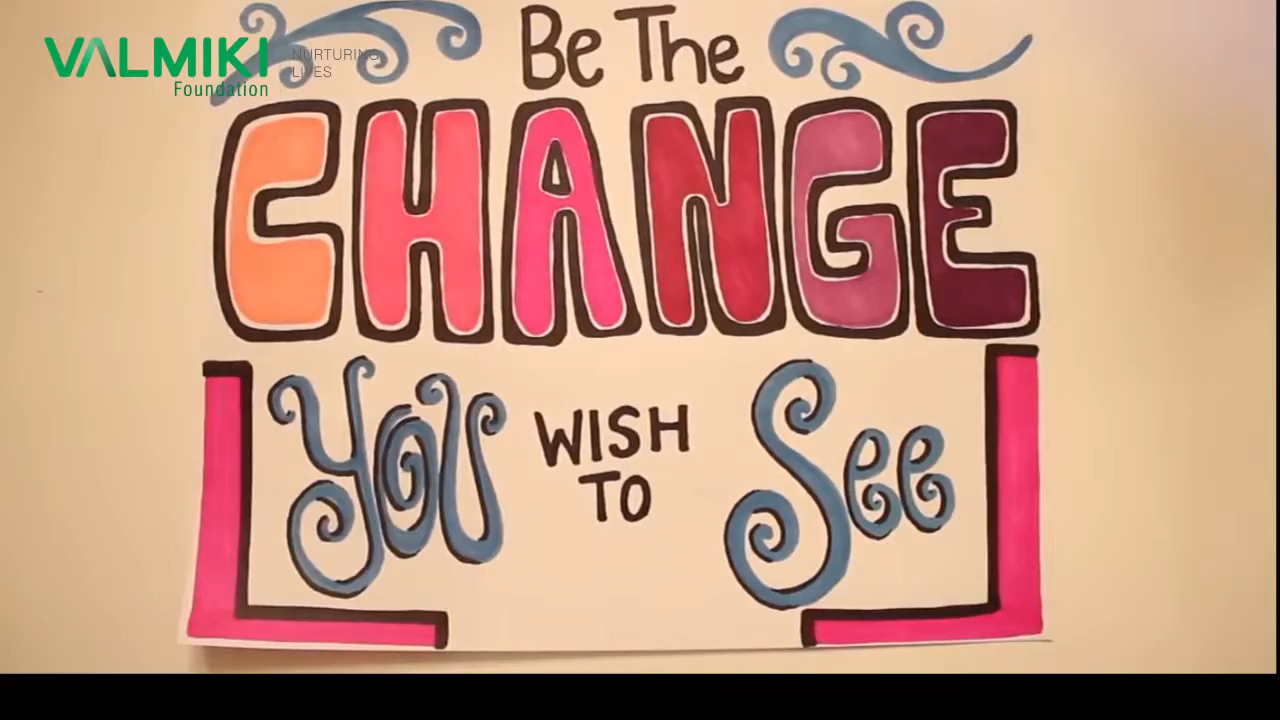 VALMIKI
Foundation
NURTURING
LIVES
Be The
CHANGE
You WISH TO See